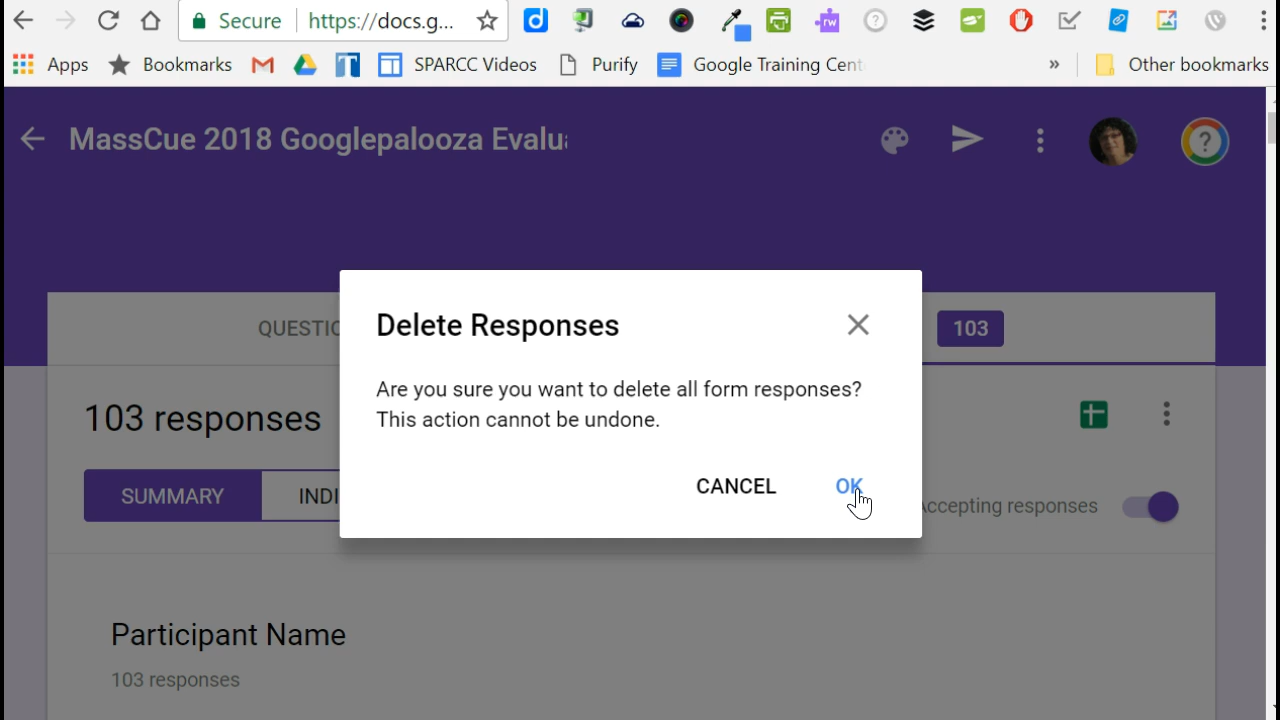 Secure https://docs.g...
Apps Bookmarks SPARCC Videos Purify Google Training Cent » Other bookmarks
MassCue 2018 Googlepalooza Evalu
QUESTIO 103
Delete Responses
Are you sure you want to delete all form responses?
This action cannot be undone.
CANCEL OK
103 responses
SUMMARY INDI
Accepting responses
Participant Name
103 responses